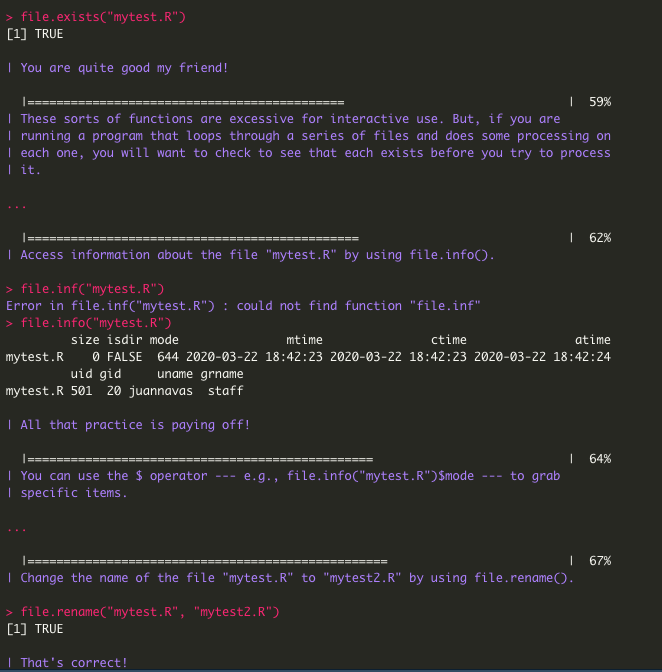 > file.exists("mytest.R")
[1] TRUE
| You are quite good my friend!
|============================================                               |  59%
| These sorts of functions are excessive for interactive use. But, if you are
| running a program that loops through a series of files and does some processing on
| each one, you will want to check to see that each exists before you try to process
| it.
...
|==============================================                             |  62%
| Access information about the file "mytest.R" by using file.info().
> file.inf("mytest.R")
Error in file.inf("mytest.R") : could not find function "file.inf"
> file.info("mytest.R")
         size isdir mode               mtime               ctime               atime
mytest.R    0 FALSE  644 2020-03-22 18:42:23 2020-03-22 18:42:23 2020-03-22 18:42:24
         uid gid     uname grname
mytest.R 501  20 juannavas  staff
| All that practice is paying off!
|================================================                           |  64%
| You can use the $ operator --- e.g., file.info("mytest.R")$mode --- to grab
| specific items.
...
|==================================================                         |  67%
| Change the name of the file "mytest.R" to "mytest2.R" by using file.rename().
> file.rename("mytest.R", "mytest2.R")
[1] TRUE
| That's correct!